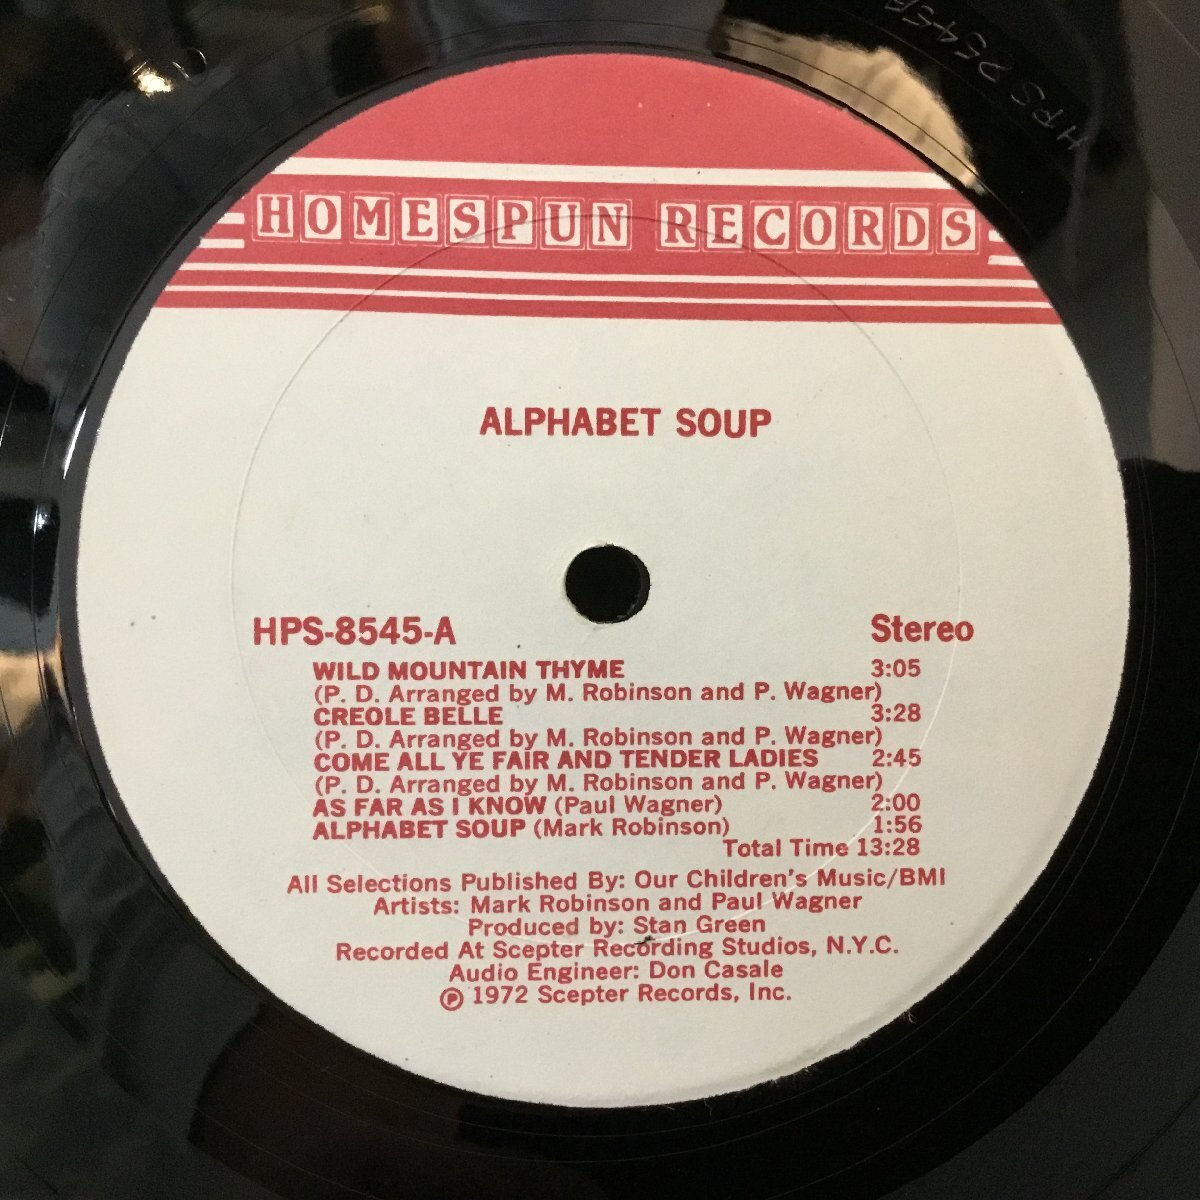 HPS 8545A
HOMESPUN RECORDS
ALPHABET SOUP
HPS-8545-A Stereo
WILD MOUNTAIN THYME 3:05
(P. D. Arranged by M. Robinson and P. Wagner)
CREOLE BELLE 3:28
(P. D. Arranged by M. Robinson and P. Wagner)
COME ALL YE FAIR AND TENDER LADIES 2:45
(P. D. Arranged by M. Robinson and P. Wagner)
AS FAR AS I KNOW (Paul Wagner) 2:00
ALPHABET SOUP (Mark Robinson) 1:56
Total Time 13:28
All Selections Published By: Our Children's Music/BMI
Artists: Mark Robinson and Paul Wagner
Produced by: Stan Green
Recorded At Scepter Recording Studios, N.Y.C.
Audio Engineer: Don Casale
Ⓟ 1972 Scepter Records, Inc.